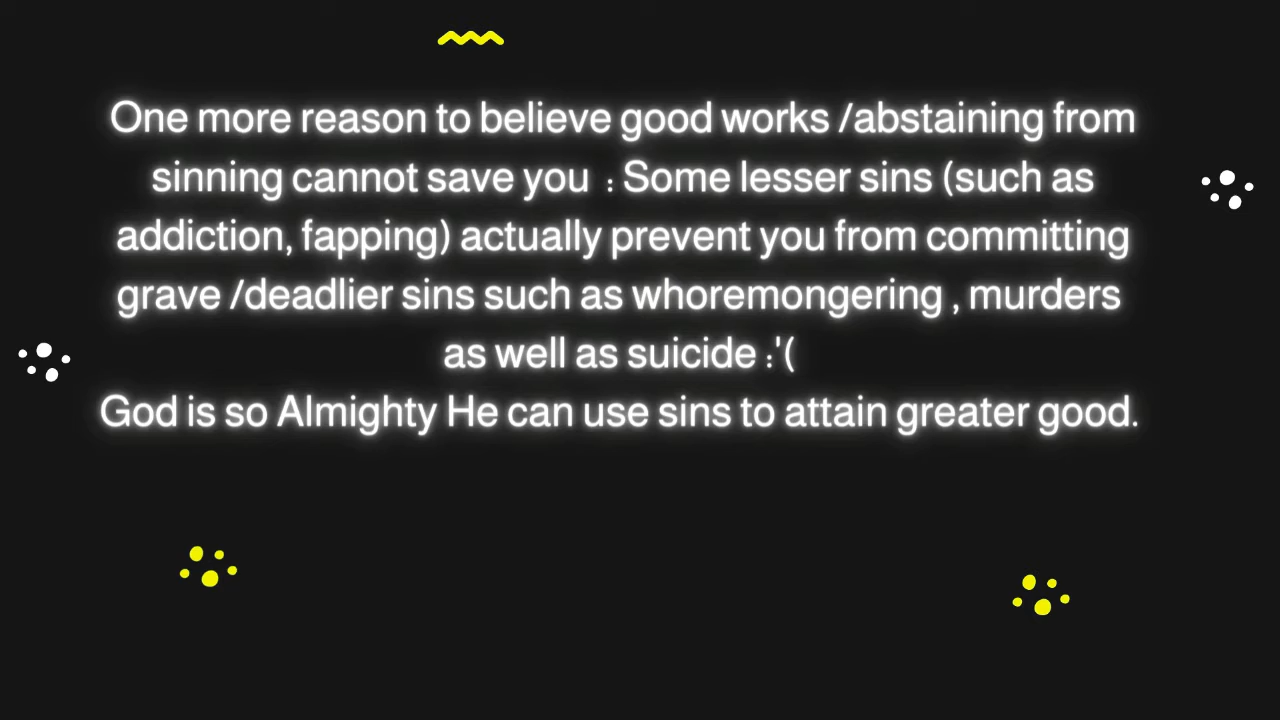 One more reason to believe good works /abstaining from
sinning cannot save you : Some lesser sins (such as
addiction, fapping) actually prevent you from committing
grave /deadlier sins such as whoremongering , murders
as well as suicide :'(
God is so Almighty He can use sins to attain greater good.